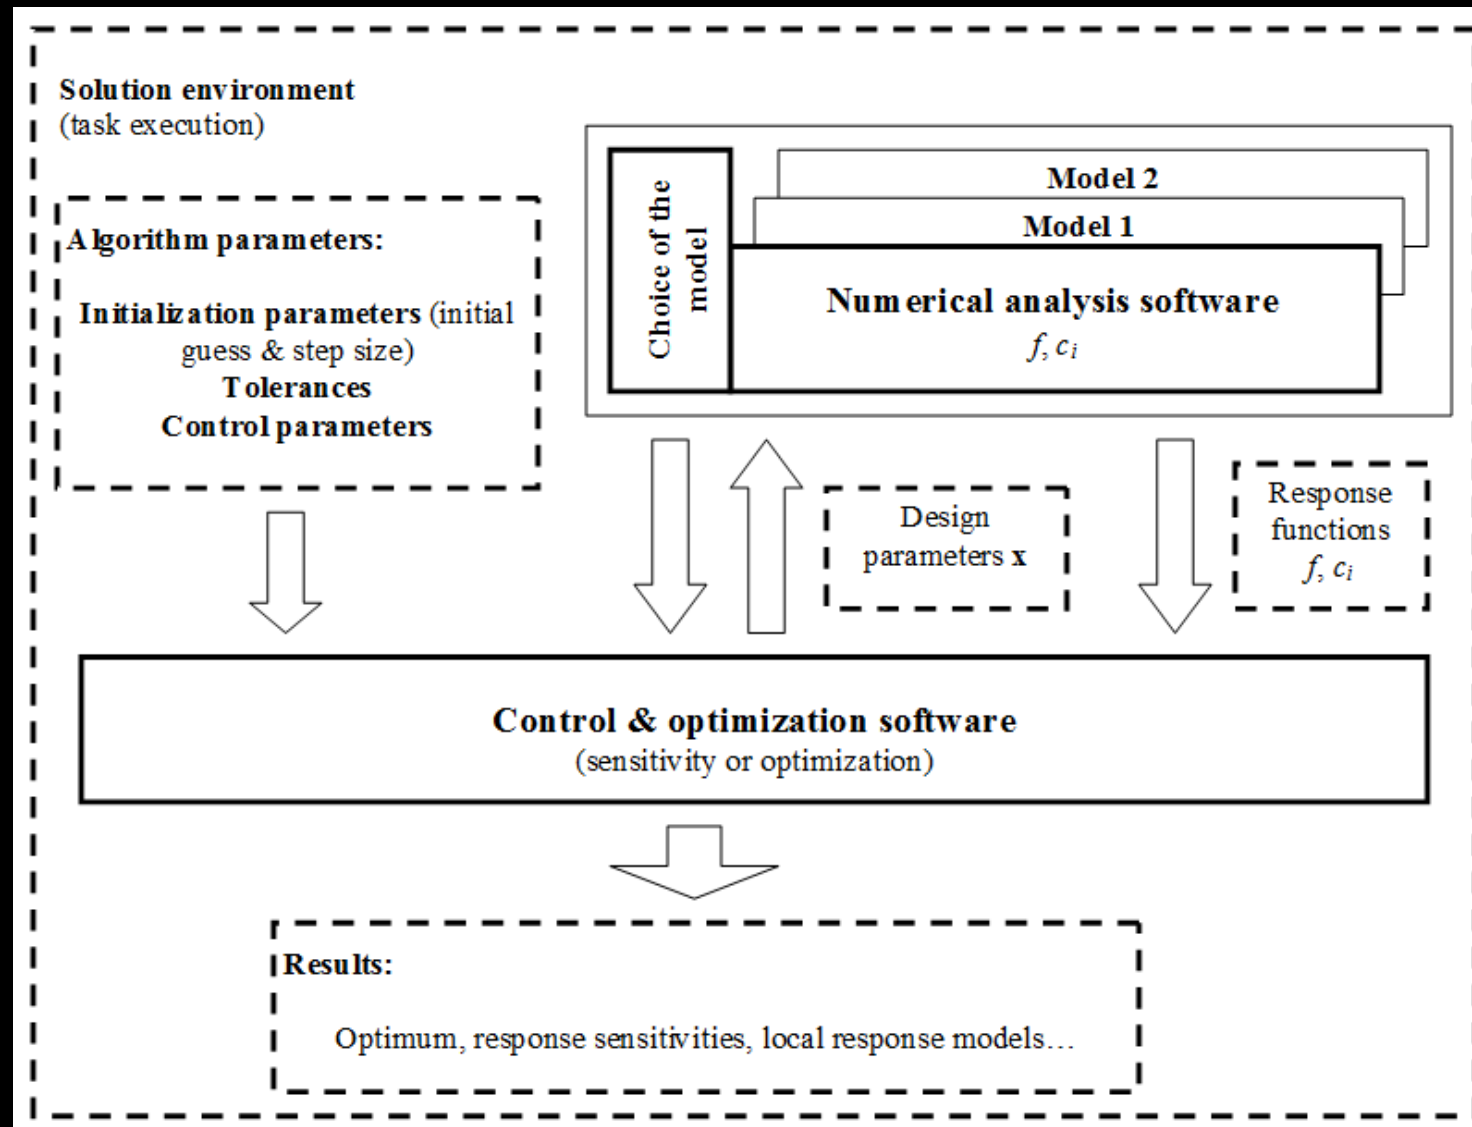 Solution environment
(task execution)
Algorithm parameters:
Initialization parameters (initial
guess & step size)
Tolerances
Control parameters
Choice of the
model
Model 2
Model 1
Numerical analysis software
f, cᵢ
Design
parameters x
Response
functions
f, cᵢ
Control & optimization software
(sensitivity or optimization)
Results:
Optimum, response sensitivities, local response models…